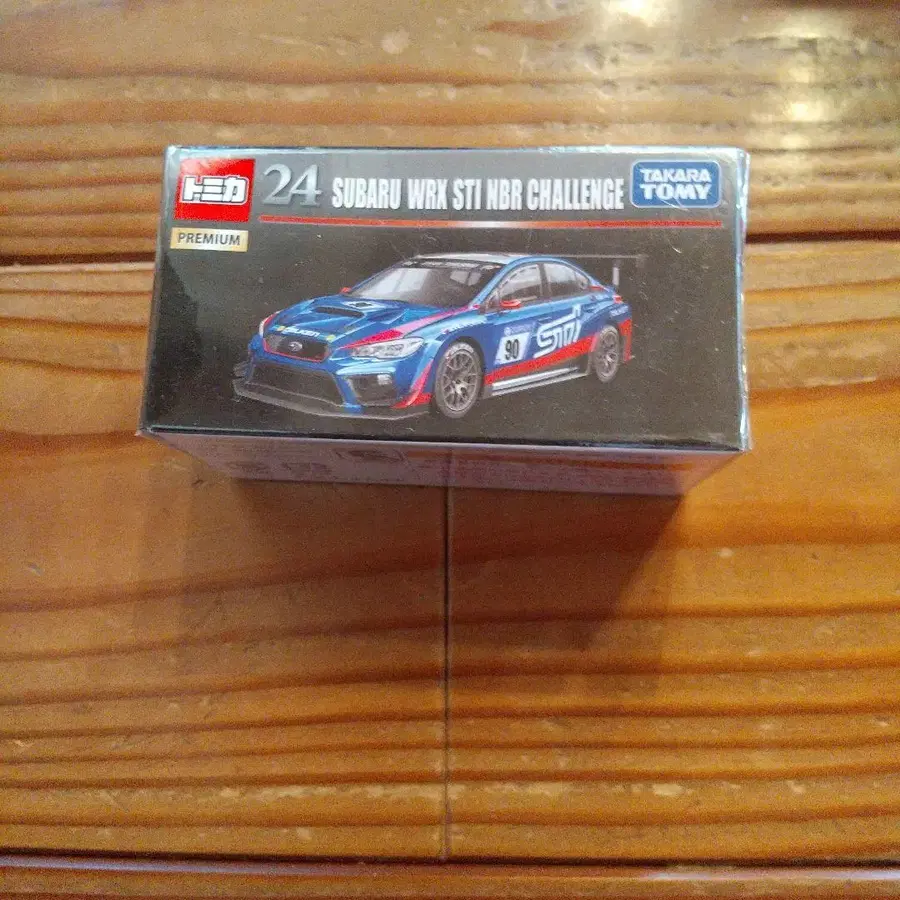 トミカ
PREMIUM
24 SUBARU WRX STI NBR CHALLENGE
TAKARA
TOMY
90
STI